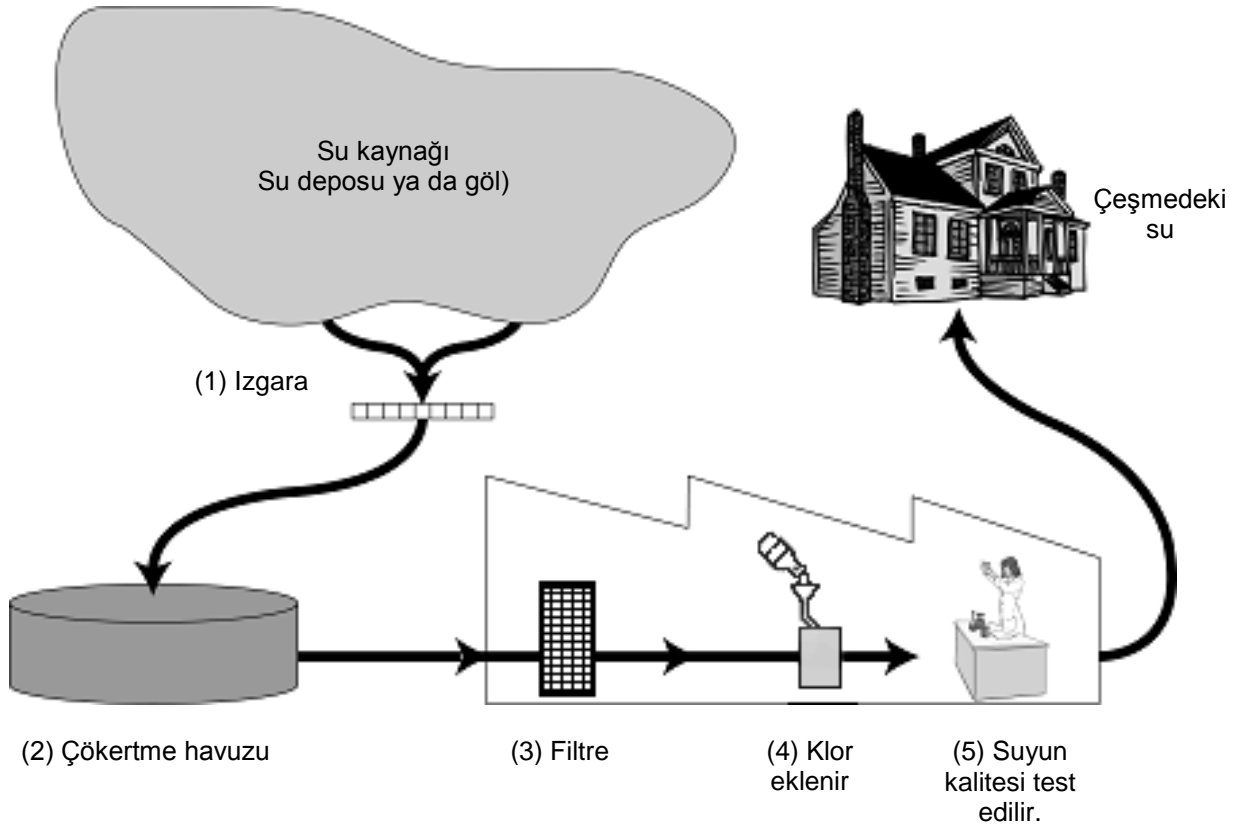 Su kaynağı
Su deposu ya da göl)
Çeşmedeki
su
(1) Izgara
(2) Çökertme havuzu
(3) Filtre
(4) Klor
eklenir
(5) Suyun
kalitesi test
edilir.